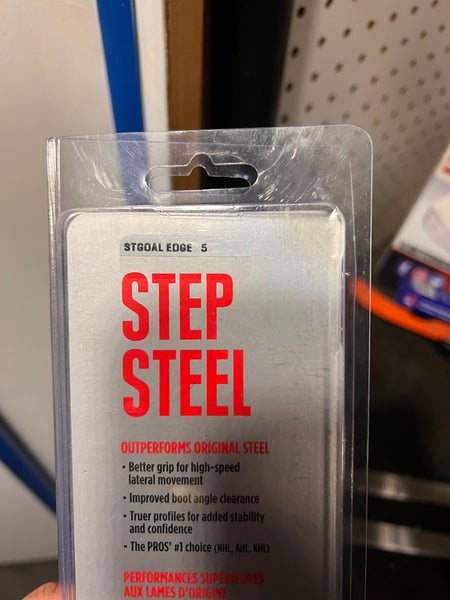 STGOAL EDGE 5
STEP
STEEL
OUTPERFORMS ORIGINAL STEEL
• Better grip for high-speed
lateral movement
• Improved boot angle clearance
• Truer profiles for added stability
and confidence
• The PROS' #1 choice (NHL, AHL, KHL)
PERFORMANCES SUPÉRIEURES
AUX LAMES D'ORIGINE